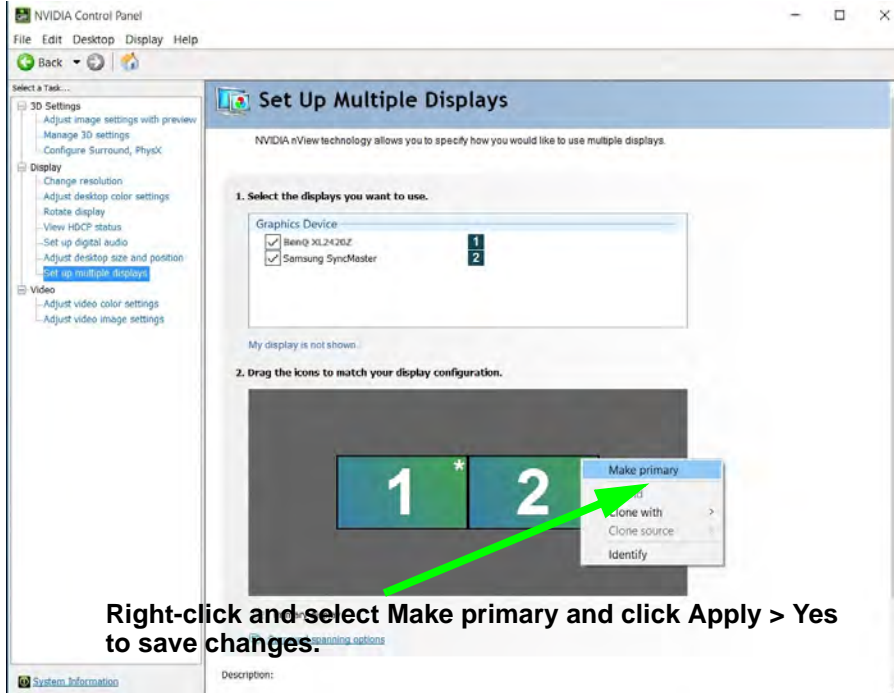 NVIDIA Control Panel
File Edit Desktop Display Help
Back
Select a Task...
3D Settings
Adjust image settings with preview
Manage 3D settings
Configure Surround, PhysX
Display
Change resolution
Adjust desktop color settings
Rotate display
View HDCP status
Set up digital audio
Adjust desktop size and position
Set up multiple displays
Video
Adjust video color settings
Adjust video image settings
System Information
Set Up Multiple Displays
NVIDIA nView technology allows you to specify how you would like to use multiple displays.
1. Select the displays you want to use.
Graphics Device
BenQ XL2420Z 1
Samsung SyncMaster 2
My display is not shown...
2. Drag the icons to match your display configuration.
1 * 2
Make primary
Clone with >
Clone source
Identify
Right-click and select Make primary and click Apply > Yes
to save changes.
spanning options
Description: